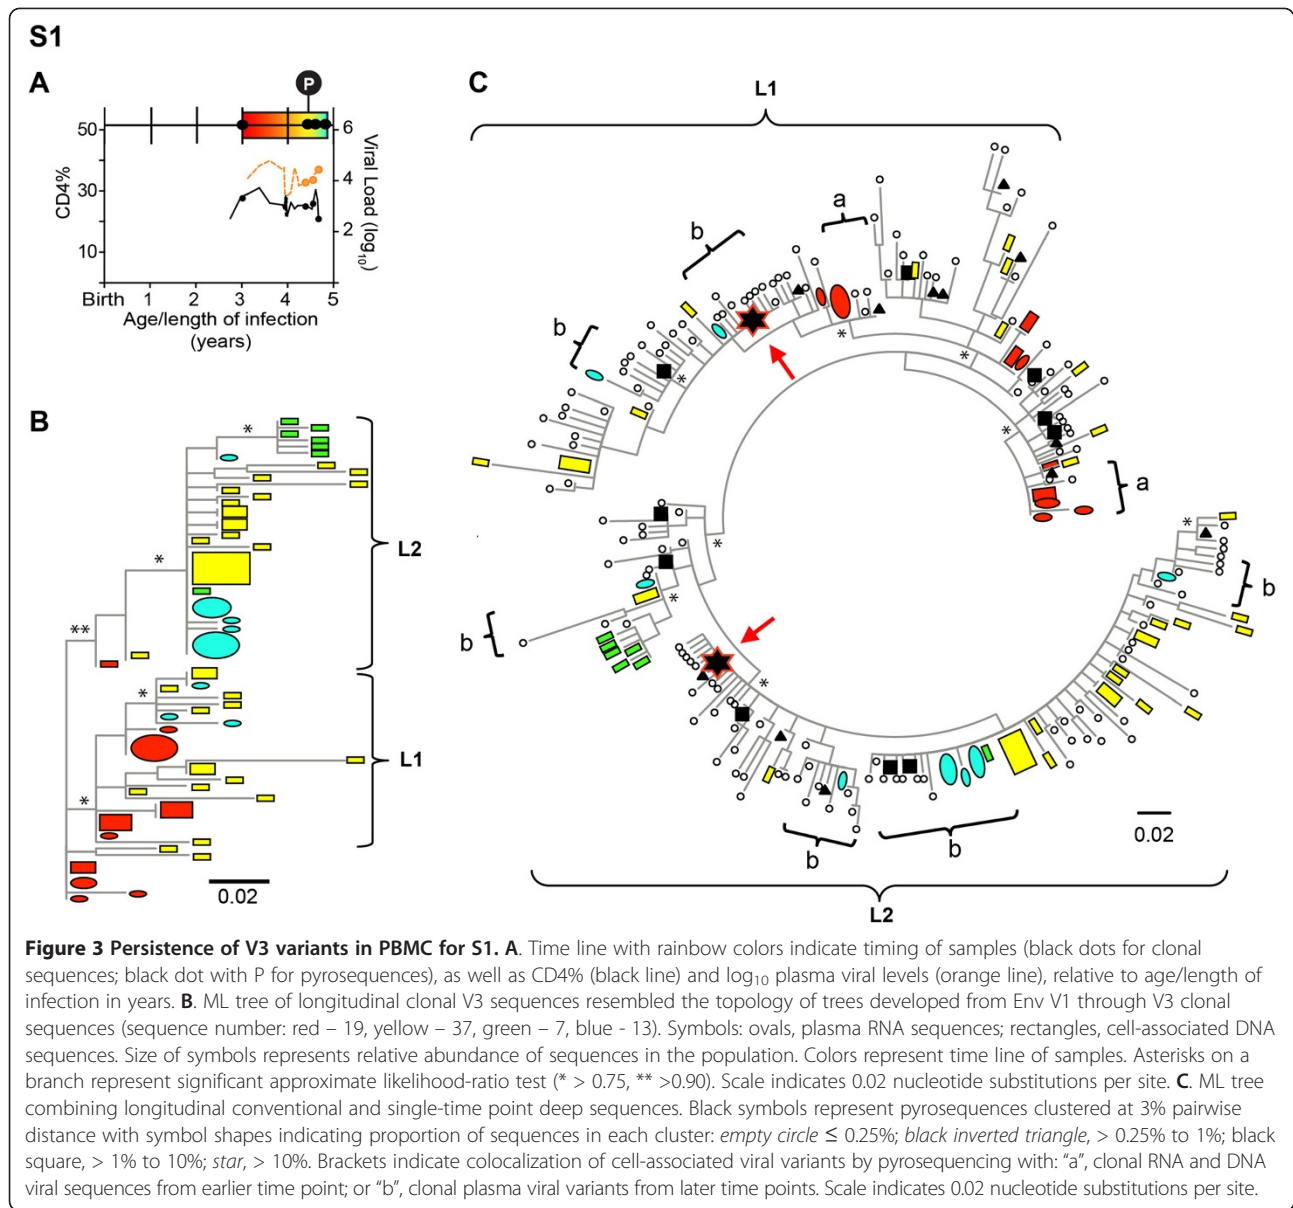 S1
A
P
50
30
10
CD4%
6
4
2
Viral Load (log10)
Birth 1 2 3 4 5
Age/length of infection
(years)
B
*
*
**
L2
*
L1
*
0.02
C
L1
a
b
b
*
*
*
*
a
*
*
*
b
b
*
*
b
b
0.02
L2
Figure 3 Persistence of V3 variants in PBMC for S1. A. Time line with rainbow colors indicate timing of samples (black dots for clonal
sequences; black dot with P for pyrosequences), as well as CD4% (black line) and log10 plasma viral levels (orange line), relative to age/length of
infection in years. B. ML tree of longitudinal clonal V3 sequences resembled the topology of trees developed from Env V1 through V3 clonal
sequences (sequence number: red – 19, yellow – 37, green – 7, blue - 13). Symbols: ovals, plasma RNA sequences; rectangles, cell-associated DNA
sequences. Size of symbols represents relative abundance of sequences in the population. Colors represent time line of samples. Asterisks on a
branch represent significant approximate likelihood-ratio test (* > 0.75, ** >0.90). Scale indicates 0.02 nucleotide substitutions per site. C. ML tree
combining longitudinal conventional and single-time point deep sequences. Black symbols represent pyrosequences clustered at 3% pairwise
distance with symbol shapes indicating proportion of sequences in each cluster: empty circle ≤ 0.25%; black inverted triangle, > 0.25% to 1%; black
square, > 1% to 10%; star, > 10%. Brackets indicate colocalization of cell-associated viral variants by pyrosequencing with: “a”, clonal RNA and DNA
viral sequences from earlier time point; or “b”, clonal plasma viral variants from later time points. Scale indicates 0.02 nucleotide substitutions per site.